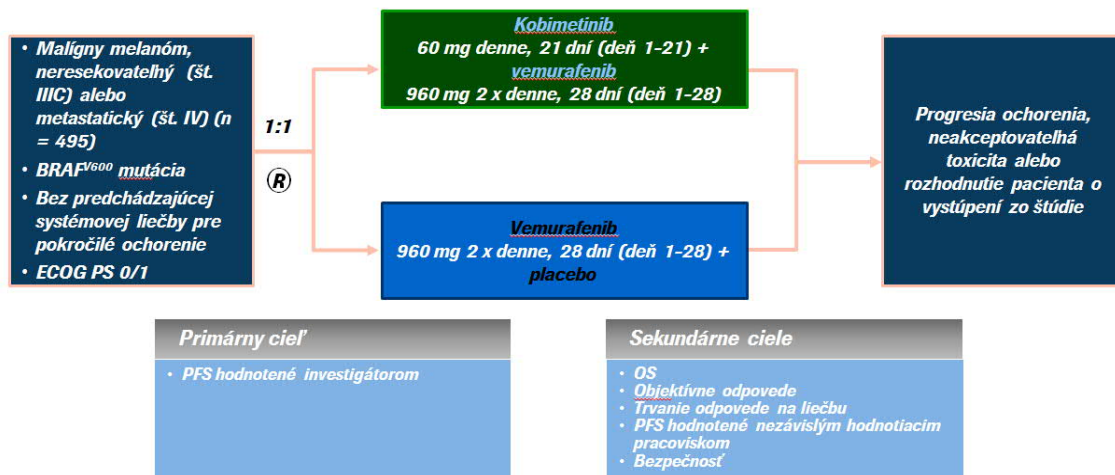 • Malígny melanóm,
neresekovateľný (št.
IIIC) alebo
metastatický (št. IV) (n
= 495)
• BRAFV600 mutácia
• Bez predchádzajúcej
systémovej liečby pre
pokročilé ochorenie
• ECOG PS 0/1
1:1
R
Kobimetinib
60 mg denne, 21 dní (deň 1-21) +
vemurafenib
960 mg 2 x denne, 28 dní (deň 1-28)
Vemurafenib
960 mg 2 x denne, 28 dní (deň 1-28) +
placebo
Progresia ochorenia,
neakceptovateľná
toxicita alebo
rozhodnutie pacienta o
vystúpení zo štúdie
Primárny cieľ
• PFS hodnotené investigátorom
Sekundárne ciele
• OS
• Objektívne odpovede
• Trvanie odpovede na liečbu
• PFS hodnotené nezávislým hodnotiacim
pracoviskom
• Bezpečnosť